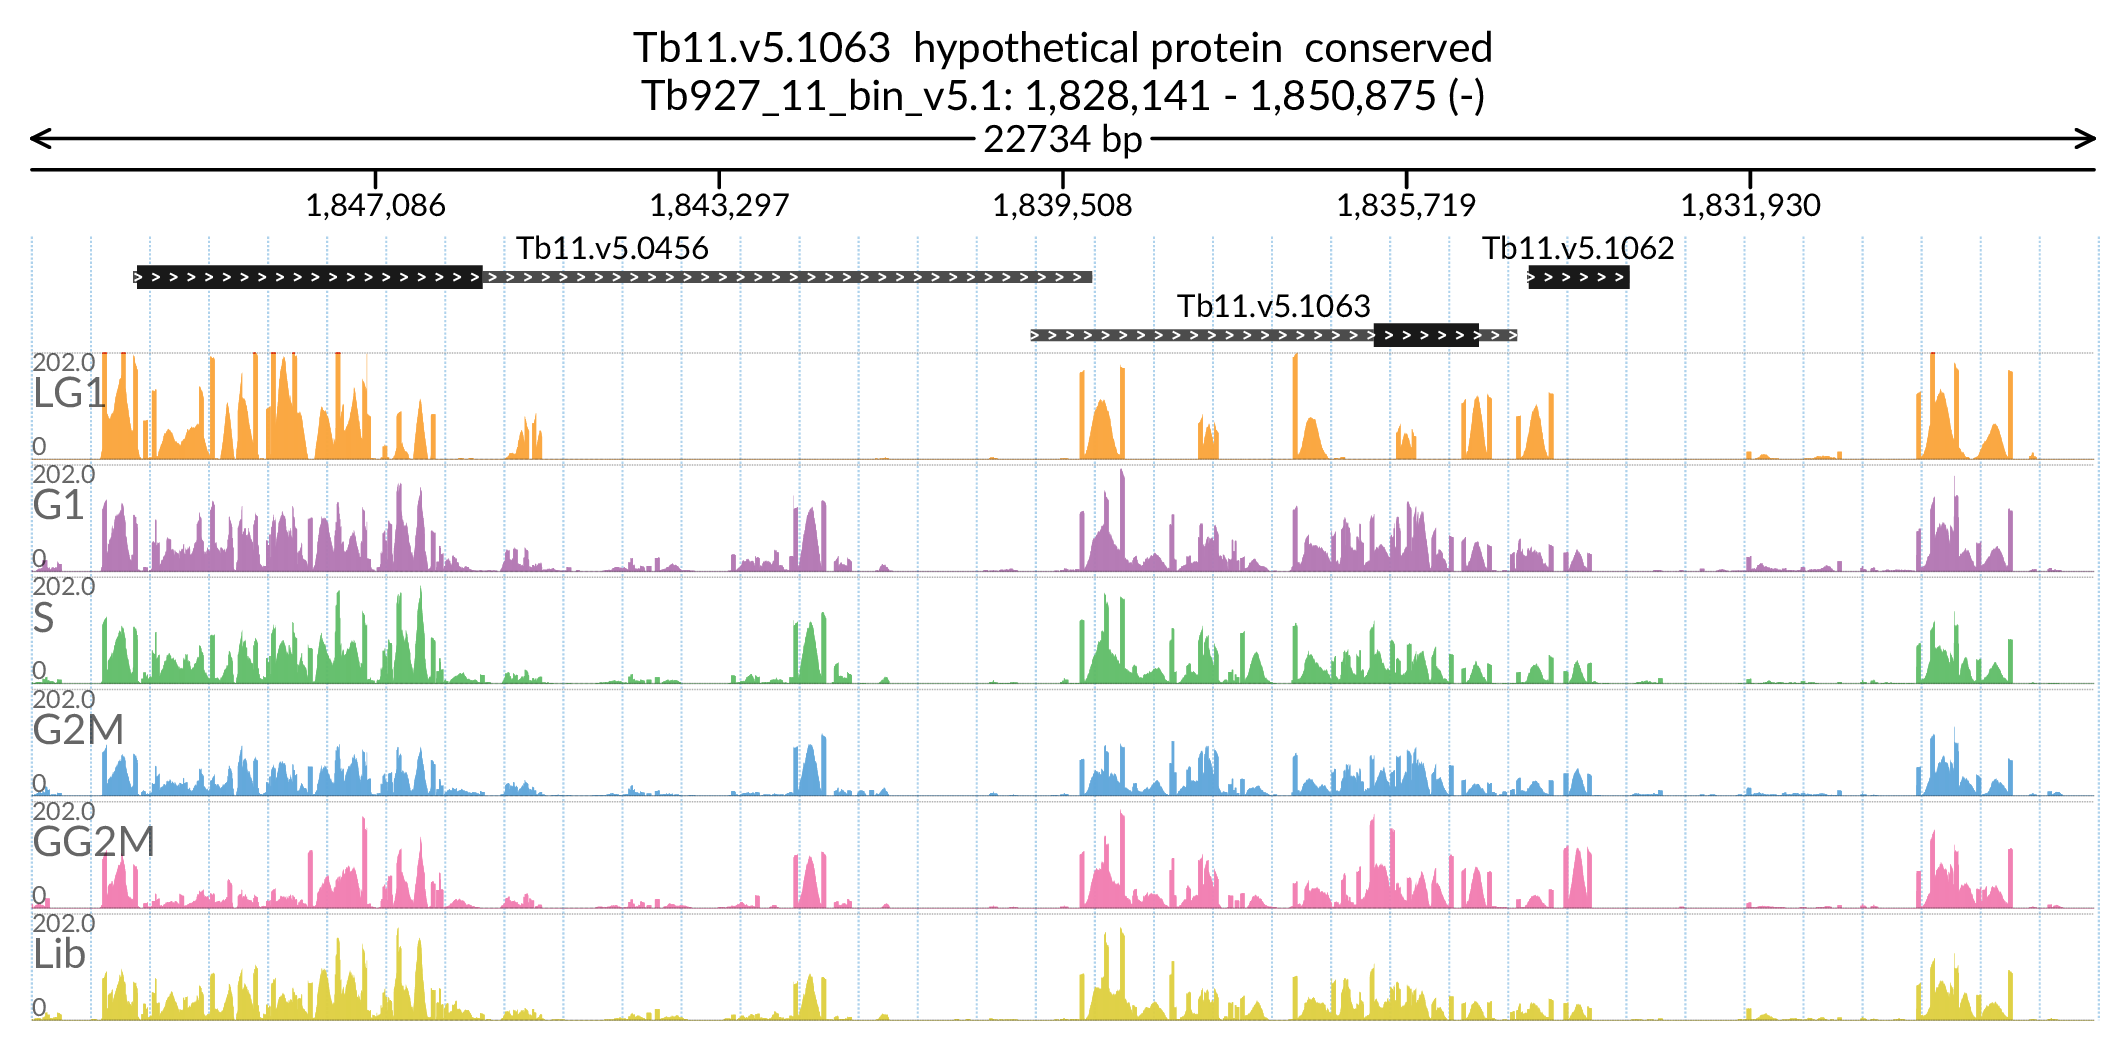 Tb11.v5.1063 hypothetical protein conserved
Tb927_11_bin_v5.1: 1,828,141 - 1,850,875 (-)
22734 bp
1,847,086 1,843,297 1,839,508 1,835,719 1,831,930
Tb11.v5.0456 Tb11.v5.1062
Tb11.v5.1063
202.0
LG1
0
202.0
G1
0
202.0
S
0
202.0
G2M
0
202.0
GG2M
0
202.0
Lib
0